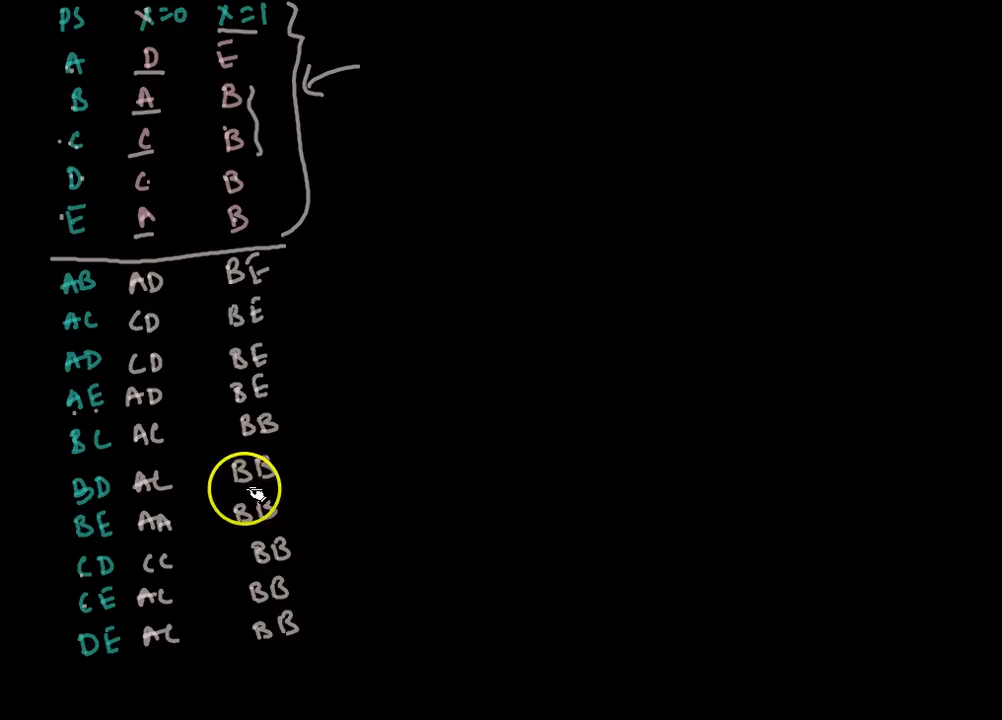 PS X=0 X=1
A D E
B A B
C C B
D C B
E A B
AB AD BE
AC CD BE
AD CD BE
AE AD BE
BC AC BB
BD AC BB
BE AA BB
CD CC BB
CE AC BB
DE AC BB